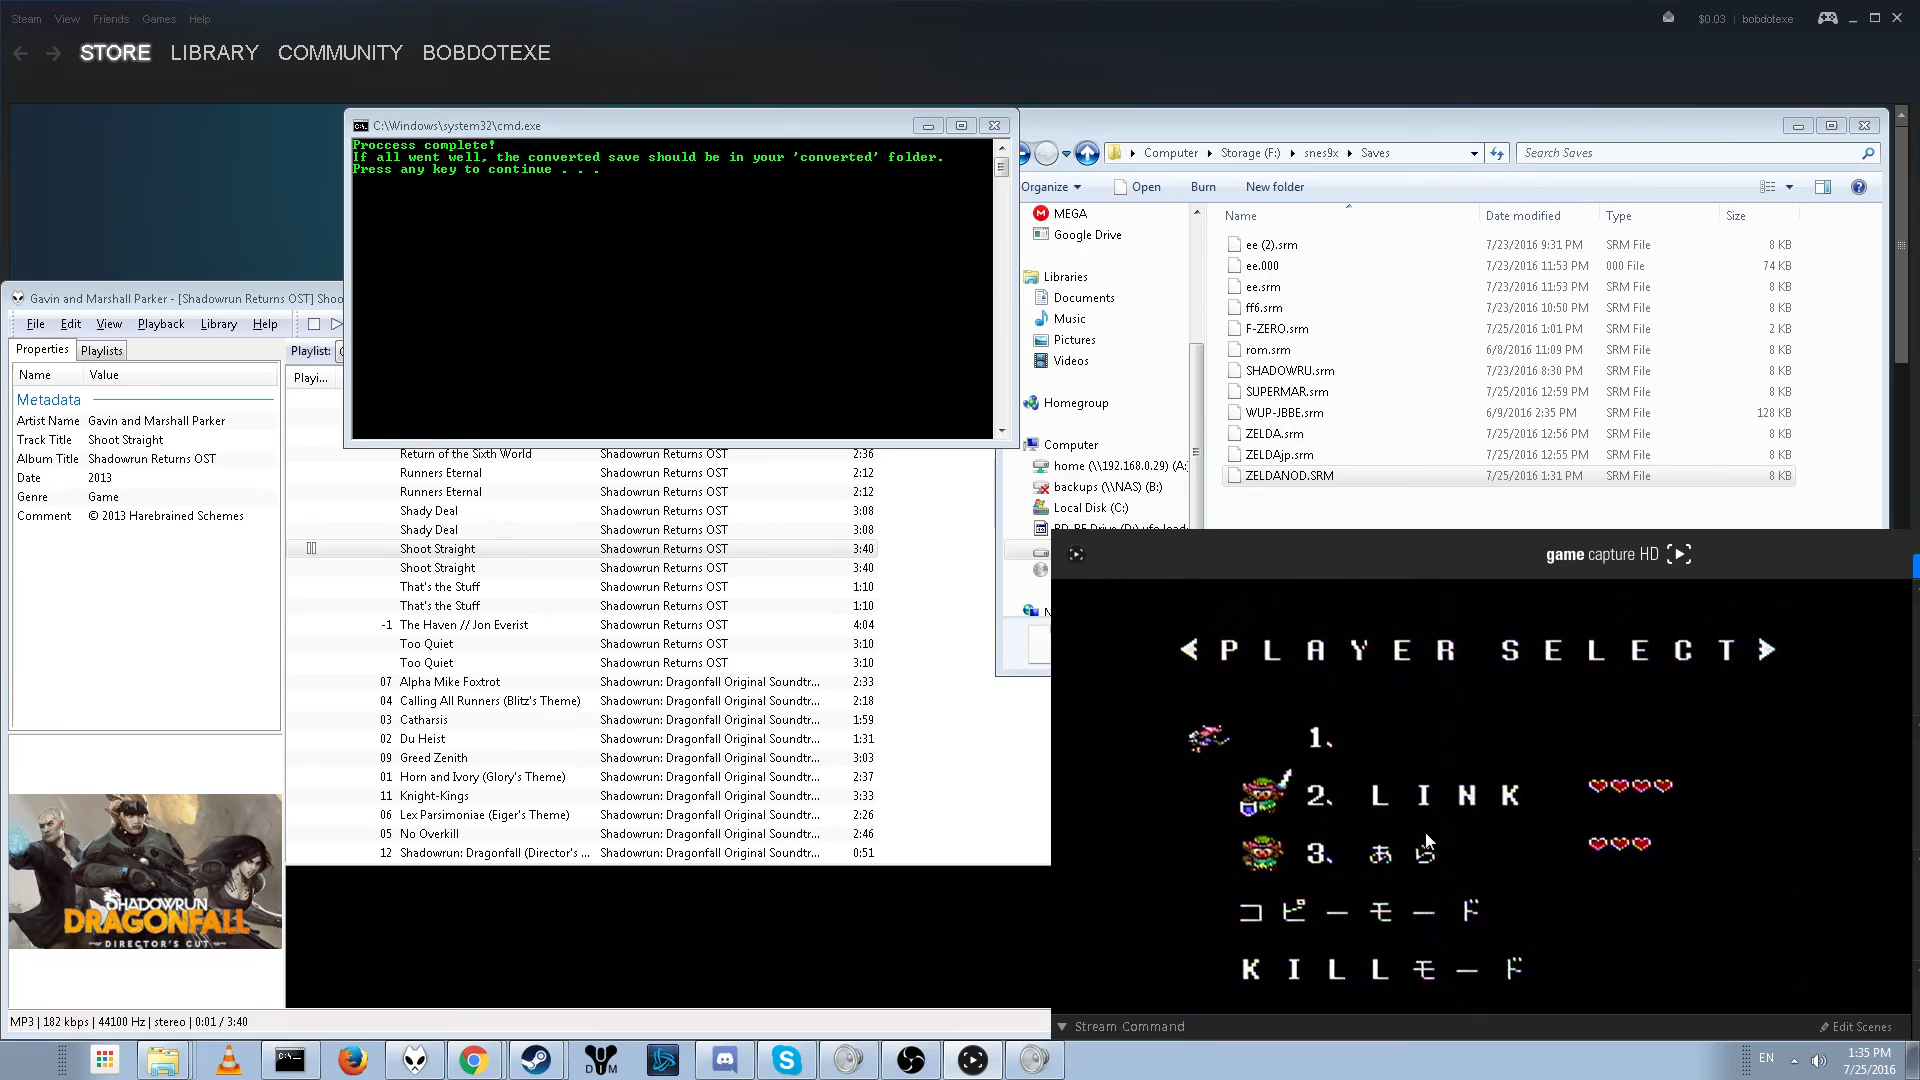 Steam View Friends Games Help
$0.03 bobdotexe
STORE LIBRARY COMMUNITY BOBDOTEXE
C:\Windows\system32\cmd.exe
Proccess complete!
If all went well, the converted save should be in your 'converted' folder.
Press any key to continue . . .
Computer Storage (F:) snes9x Saves
Search Saves
Organize Open Burn New folder
MEGA
Google Drive
Libraries
Documents
Music
Pictures
Videos
Homegroup
Computer
home (\\192.168.0.29) (A:
backups (\\NAS) (B:)
Local Disk (C:)
Name Date modified Type Size
ee (2).srm 7/23/2016 9:31 PM SRM File 8 KB
ee.000 7/23/2016 11:53 PM 000 File 74 KB
ee.srm 7/23/2016 11:53 PM SRM File 8 KB
ff6.srm 7/23/2016 10:50 PM SRM File 8 KB
F-ZERO.srm 7/25/2016 1:01 PM SRM File 2 KB
rom.srm 6/8/2016 11:09 PM SRM File 8 KB
SHADOWRU.srm 7/23/2016 8:30 PM SRM File 8 KB
SUPERMAR.srm 7/25/2016 12:59 PM SRM File 8 KB
WUP-JBBE.srm 6/9/2016 2:35 PM SRM File 128 KB
ZELDA.srm 7/25/2016 12:56 PM SRM File 8 KB
ZELDAjp.srm 7/25/2016 12:55 PM SRM File 8 KB
ZELDANOD.SRM 7/25/2016 1:31 PM SRM File 8 KB
Gavin and Marshall Parker - [Shadowrun Returns OST] Shoo
File Edit View Playback Library Help
Properties Playlists
Playlist:
Name Value
Metadata
Artist Name Gavin and Marshall Parker
Track Title Shoot Straight
Album Title Shadowrun Returns OST
Date 2013
Genre Game
Comment © 2013 Harebrained Schemes
Playi...
Return of the Sixth World Shadowrun Returns OST 2:36
Runners Eternal Shadowrun Returns OST 2:12
Runners Eternal Shadowrun Returns OST 2:12
Shady Deal Shadowrun Returns OST 3:08
Shady Deal Shadowrun Returns OST 3:08
Shoot Straight Shadowrun Returns OST 3:40
Shoot Straight Shadowrun Returns OST 3:40
That's the Stuff Shadowrun Returns OST 1:10
That's the Stuff Shadowrun Returns OST 1:10
-1 The Haven // Jon Everist Shadowrun Returns OST 4:04
Too Quiet Shadowrun Returns OST 3:10
Too Quiet Shadowrun Returns OST 3:10
07 Alpha Mike Foxtrot Shadowrun: Dragonfall Original Soundtr... 2:33
04 Calling All Runners (Blitz's Theme) Shadowrun: Dragonfall Original Soundtr... 2:18
03 Catharsis Shadowrun: Dragonfall Original Soundtr... 1:59
02 Du Heist Shadowrun: Dragonfall Original Soundtr... 1:31
09 Greed Zenith Shadowrun: Dragonfall Original Soundtr... 3:03
01 Horn and Ivory (Glory's Theme) Shadowrun: Dragonfall Original Soundtr... 2:37
11 Knight-Kings Shadowrun: Dragonfall Original Soundtr... 3:33
06 Lex Parsimoniae (Eiger's Theme) Shadowrun: Dragonfall Original Soundtr... 2:26
05 No Overkill Shadowrun: Dragonfall Original Soundtr... 2:46
12 Shadowrun: Dragonfall (Director's ... Shadowrun: Dragonfall Original Soundtr... 0:51
SHADOWRUN
DRAGONFALL
DIRECTOR'S CUT
MP3 | 182 kbps | 44100 Hz | stereo | 0:01 / 3:40
game capture HD
PLAYER SELECT
1.
2. LINK
3. あら
コピーモード
KILLモード
Stream Command
Edit Scenes
EN
1:35 PM
7/25/2016